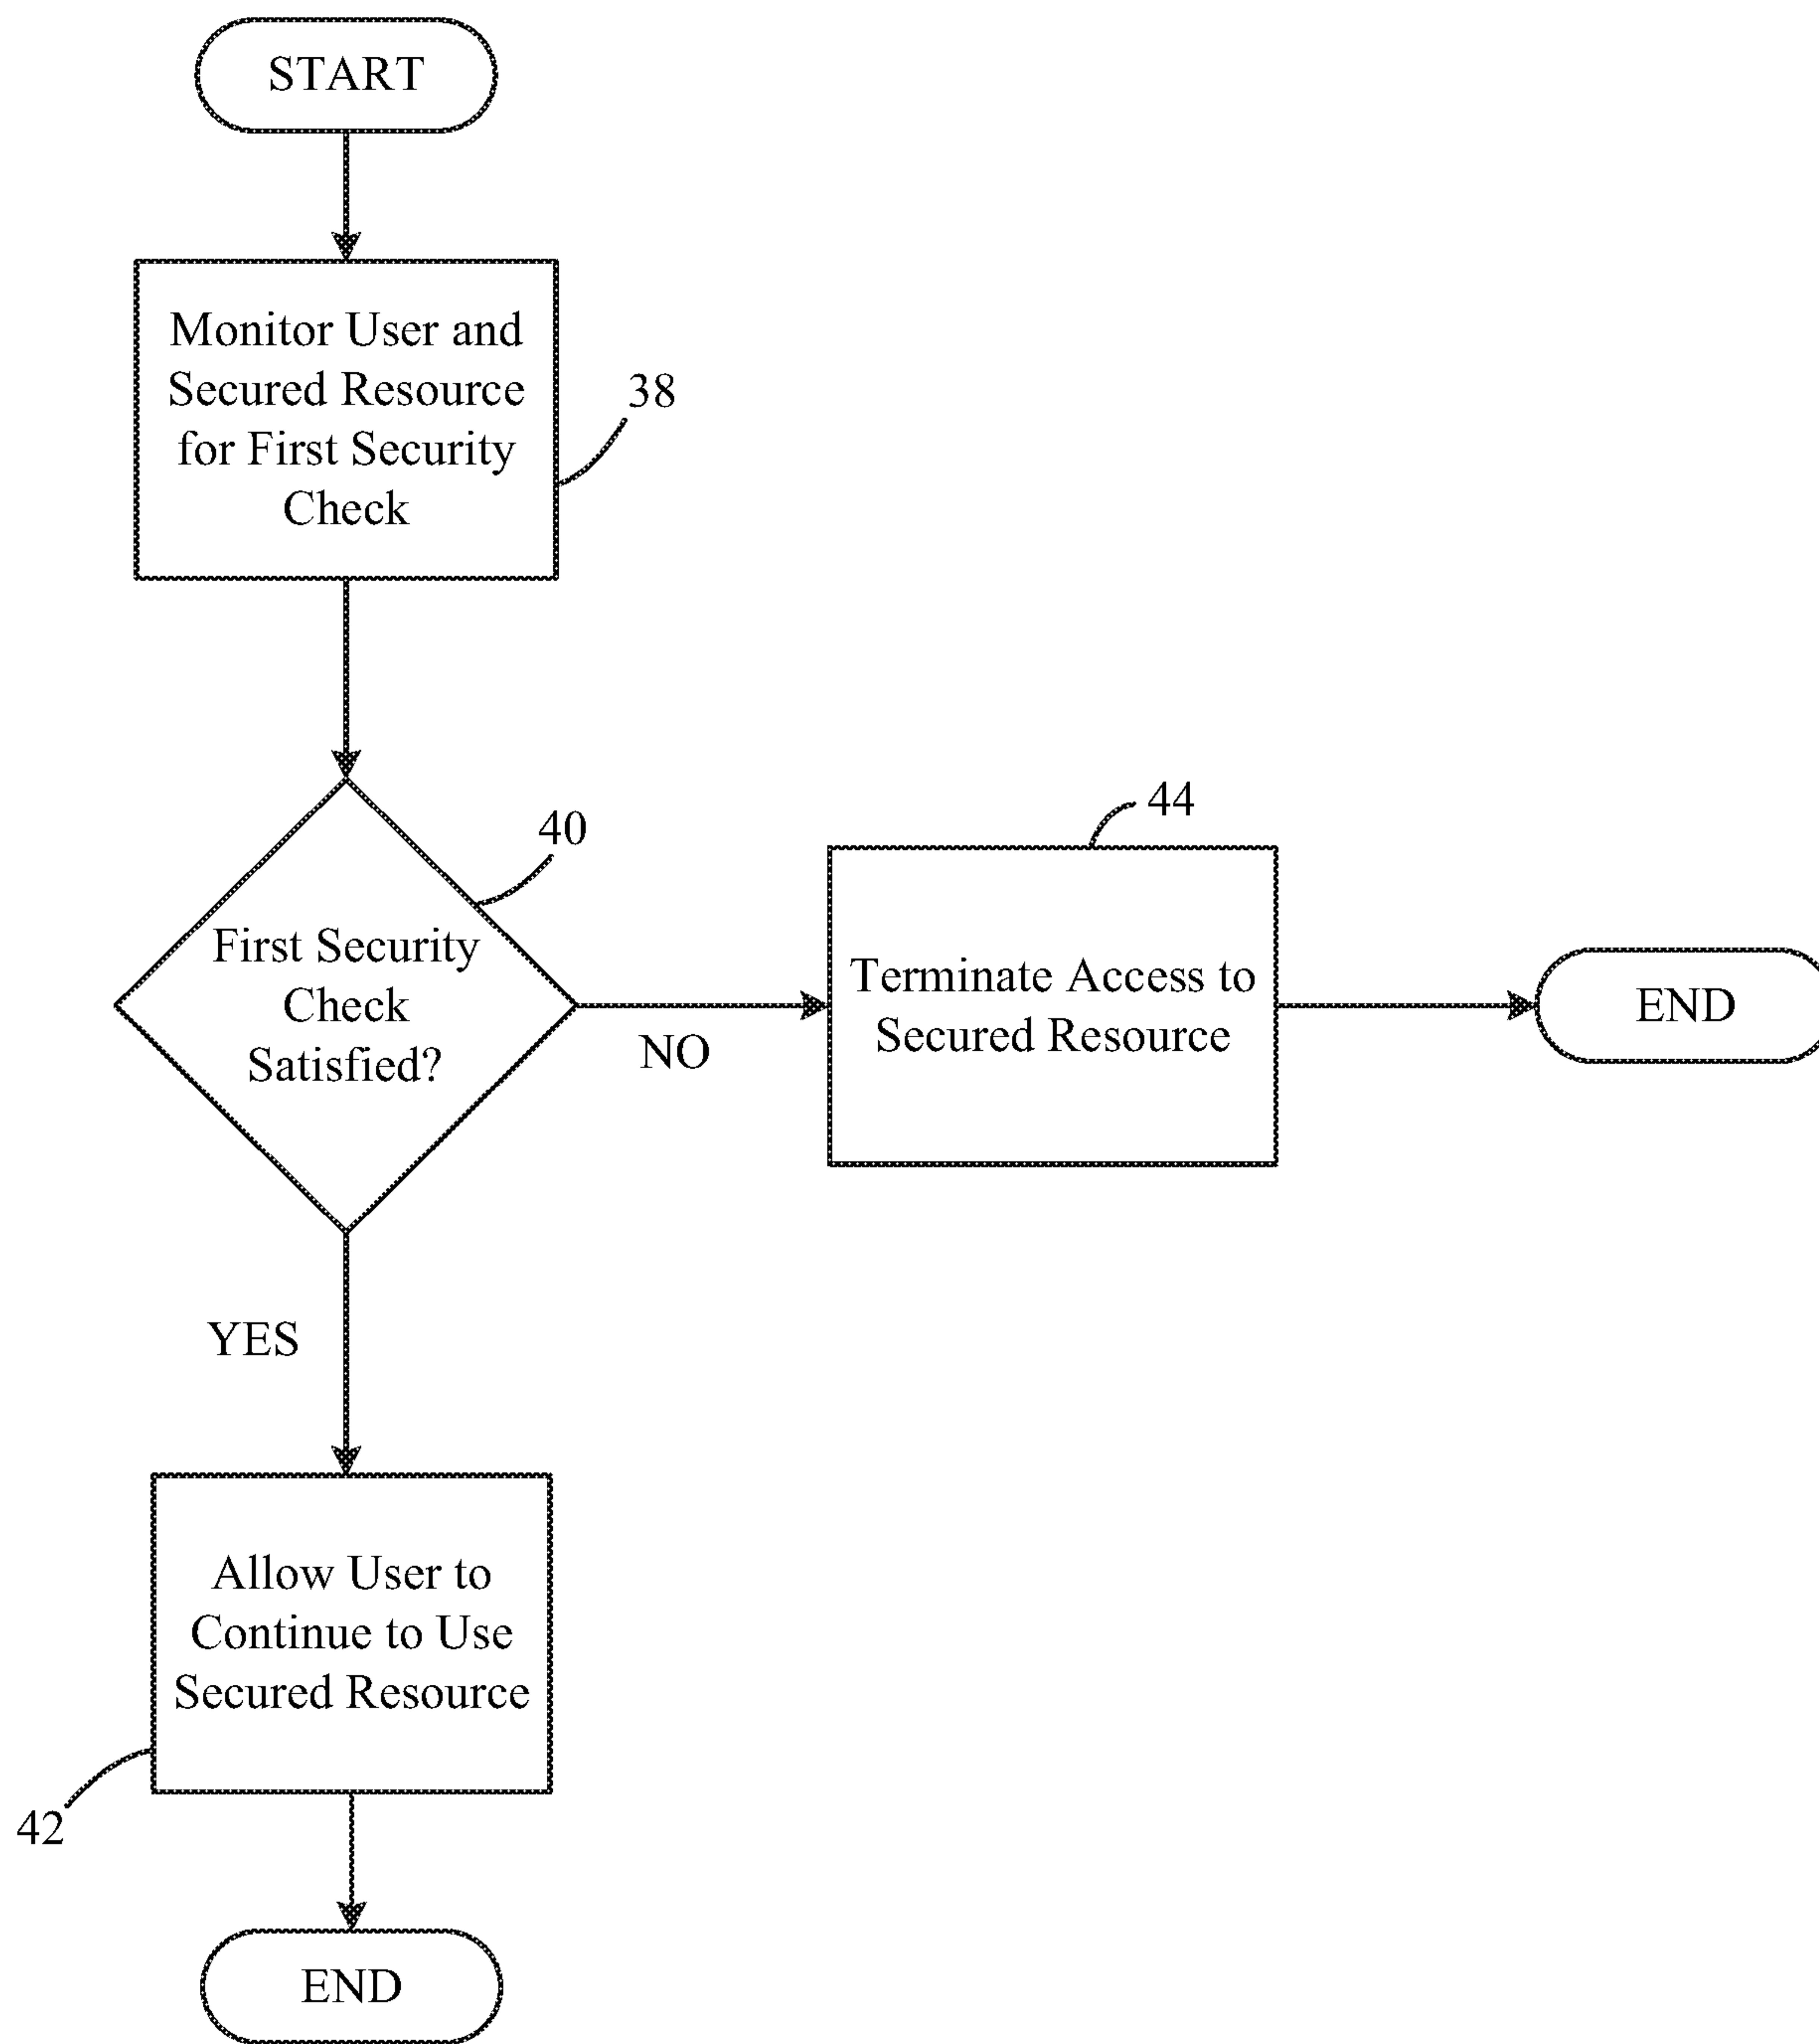 START
Monitor User and
Secured Resource
for First Security
Check
38
40
First Security
Check
Satisfied?
NO
44
Terminate Access to
Secured Resource
END
YES
Allow User to
Continue to Use
Secured Resource
42
END